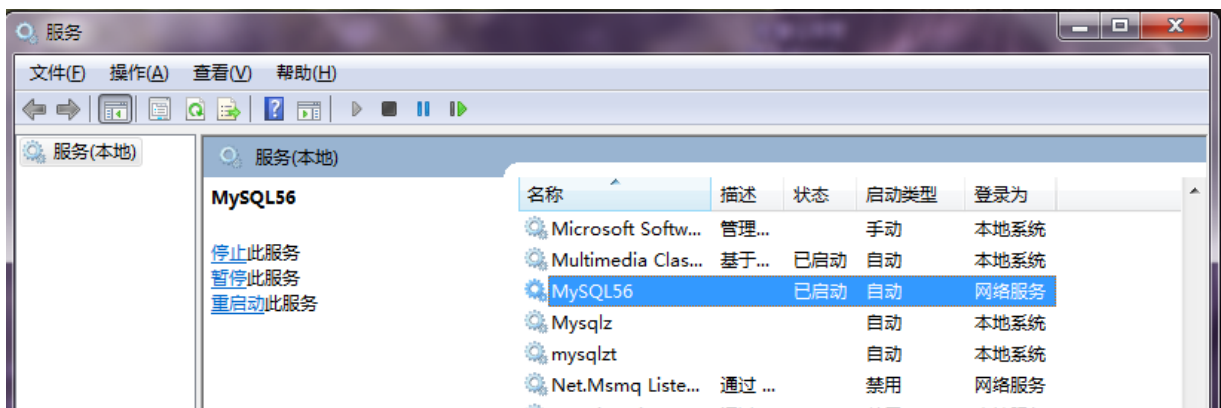 服务
文件(F) 操作(A) 查看(V) 帮助(H)
服务(本地)
服务(本地)
MySQL56
停止此服务
暂停此服务
重启动此服务
名称 描述 状态 启动类型 登录为
Microsoft Softw... 管理... 手动 本地系统
Multimedia Clas... 基于... 已启动 自动 本地系统
MySQL56 已启动 自动 网络服务
Mysqlz 自动 本地系统
mysqlzt 自动 本地系统
Net.Msmq Liste... 通过 ... 禁用 网络服务